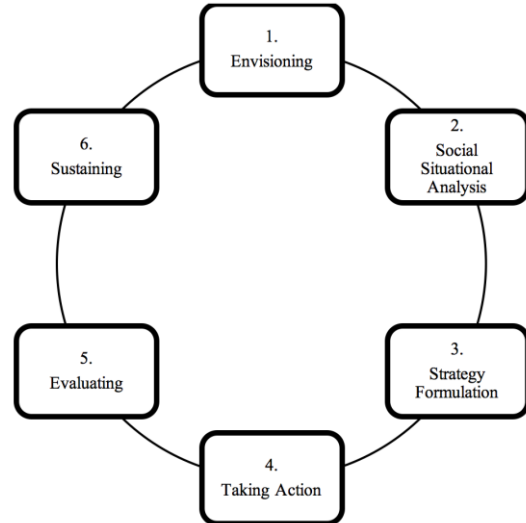 1.
Envisioning
2.
Social
Situational
Analysis
3.
Strategy
Formulation
4.
Taking Action
5.
Evaluating
6.
Sustaining